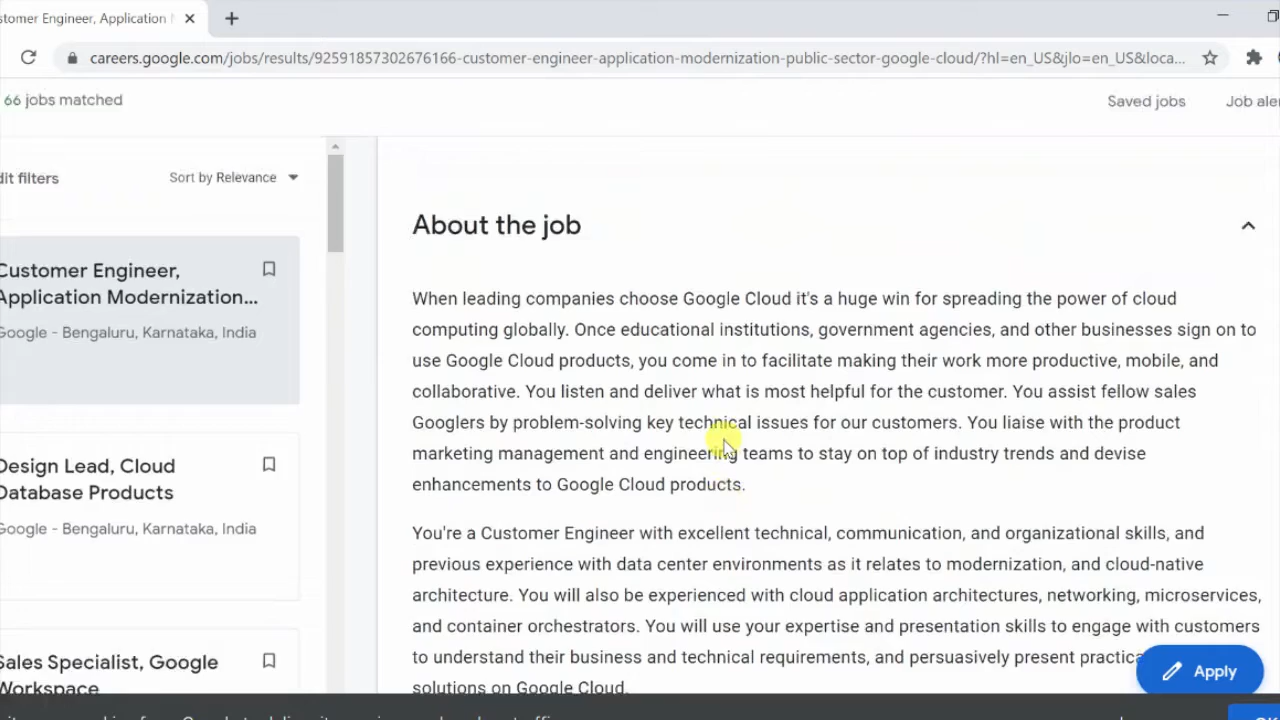 stomer Engineer, Application
careers.google.com/jobs/results/92591857302676166-customer-engineer-application-modernization-public-sector-google-cloud/?hl=en_US&jlo=en_US&loca...
66 jobs matched
Saved jobs
Job aler
dit filters
Sort by Relevance
Customer Engineer,
Application Modernization...
Google - Bengaluru, Karnataka, India
Design Lead, Cloud
Database Products
Google - Bengaluru, Karnataka, India
Sales Specialist, Google
Workspace
About the job
When leading companies choose Google Cloud it's a huge win for spreading the power of cloud
computing globally. Once educational institutions, government agencies, and other businesses sign on to
use Google Cloud products, you come in to facilitate making their work more productive, mobile, and
collaborative. You listen and deliver what is most helpful for the customer. You assist fellow sales
Googlers by problem-solving key technical issues for our customers. You liaise with the product
marketing management and engineering teams to stay on top of industry trends and devise
enhancements to Google Cloud products.
You're a Customer Engineer with excellent technical, communication, and organizational skills, and
previous experience with data center environments as it relates to modernization, and cloud-native
architecture. You will also be experienced with cloud application architectures, networking, microservices,
and container orchestrators. You will use your expertise and presentation skills to engage with customers
to understand their business and technical requirements, and persuasively present practica
solutions on Google Cloud.
Apply